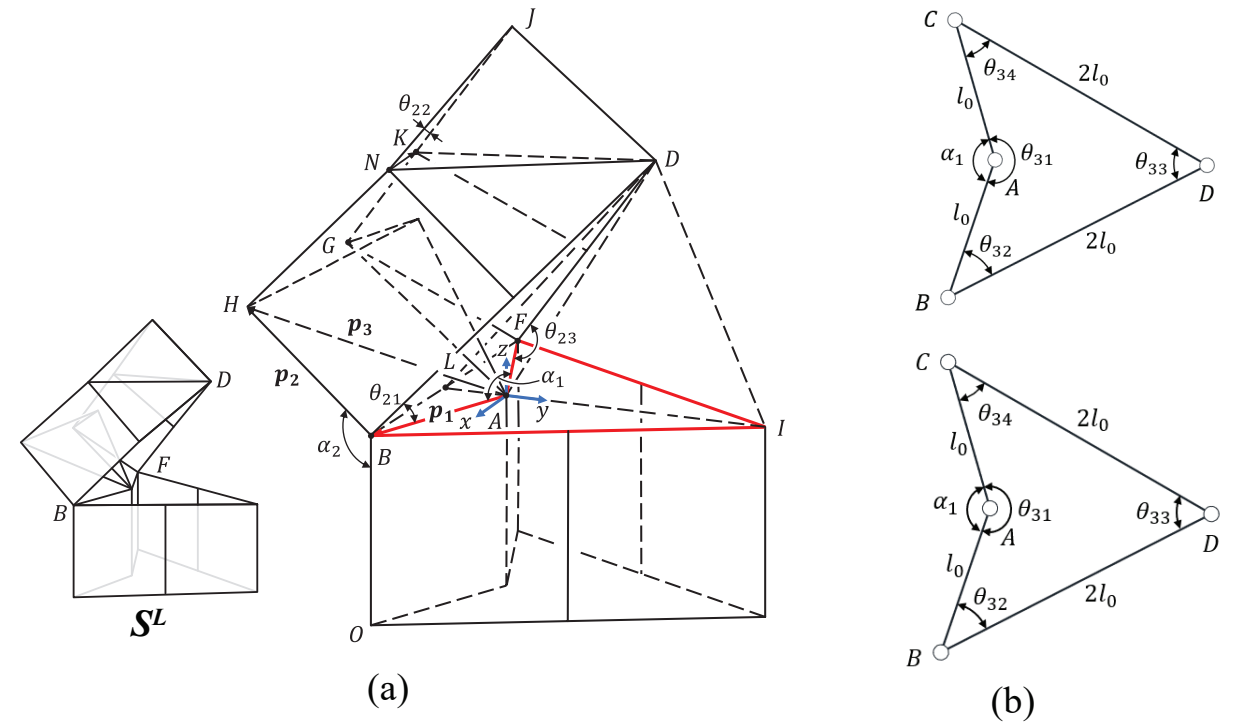 J
θ₂₂
K
N
D
G
H
p₃
F
θ₂₃
z
L
α₁
p₂
θ₂₁
p₁
x
A
y
α₂
B
I
O
D
F
B
Sᴸ
(a)
C
θ₃₄
2l₀
l₀
α₁
θ₃₁
A
θ₃₃
D
l₀
θ₃₂
2l₀
B
C
θ₃₄
2l₀
l₀
α₁
θ₃₁
A
θ₃₃
D
l₀
θ₃₂
2l₀
B
(b)